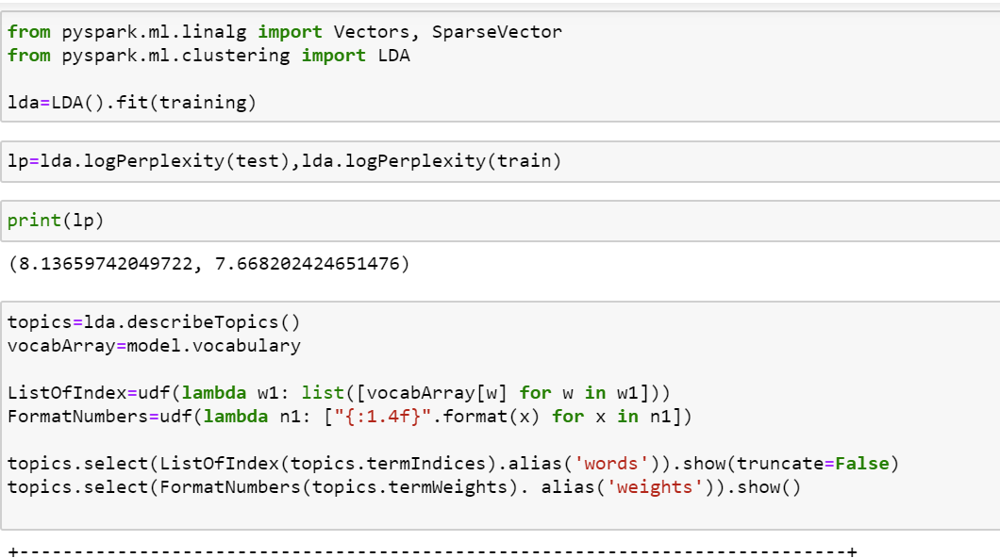 from pyspark.ml.linalg import Vectors, SparseVector
from pyspark.ml.clustering import LDA
lda=LDA().fit(training)
lp=lda.logPerplexity(test),lda.logPerplexity(train)
print(lp)
(8.13659742049722, 7.668202424651476)
topics=lda.describeTopics()
vocabArray=model.vocabulary
ListOfIndex=udf(lambda w1: list([vocabArray[w] for w in w1]))
FormatNumbers=udf(lambda n1: ["{:1.4f}".format(x) for x in n1])
topics.select(ListOfIndex(topics.termIndices).alias('words')).show(truncate=False)
topics.select(FormatNumbers(topics.termWeights). alias('weights')).show()
+----------------------------------------------------------------------------+